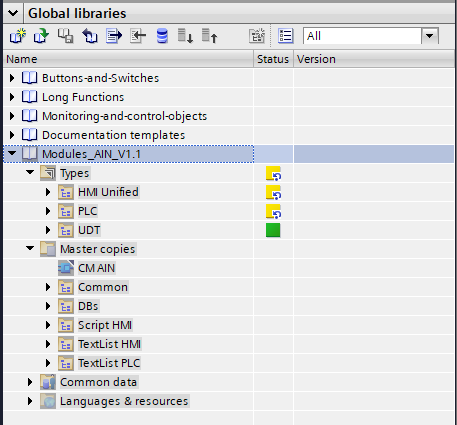 Global libraries
All
Name Status Version
Buttons-and-Switches
Long Functions
Monitoring-and-control-objects
Documentation templates
Modules_AIN_V1.1
Types
HMI Unified
PLC
UDT
Master copies
CM AIN
Common
DBs
Script HMI
TextList HMI
TextList PLC
Common data
Languages & resources